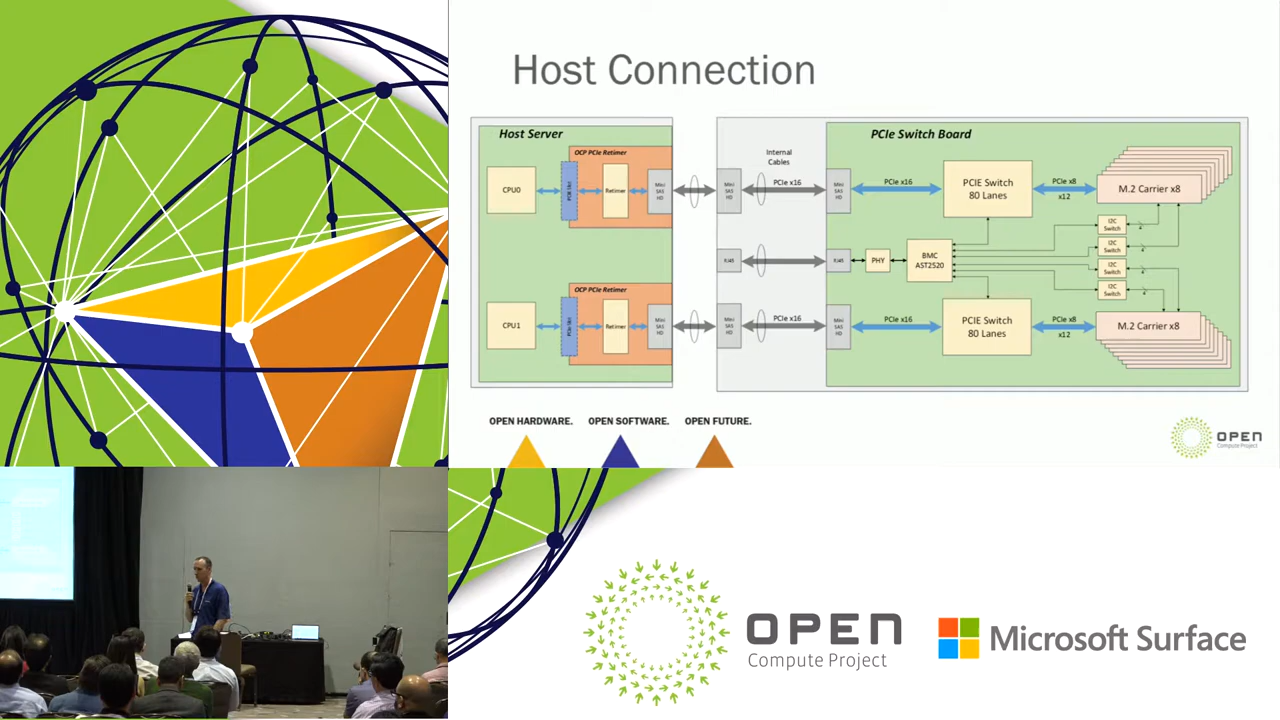 Host Connection
Host Server
OCP PCIe Retimer
CPU0
Retimer
Mini
SAS
HD
OCP PCIe Retimer
CPU1
Retimer
Mini
SAS
HD
Internal
Cables
Mini
SAS
HD
PCIe x16
RJ45
Mini
SAS
HD
PCIe x16
PCIe Switch Board
Mini
SAS
HD
PCIe x16
PCIE Switch
80 Lanes
PCIe x8
x12
M.2 Carrier x8
RJ45
PHY
BMC
AST2520
I2C
Switch
I2C
Switch
I2C
Switch
I2C
Switch
Mini
SAS
HD
PCIe x16
PCIE Switch
80 Lanes
PCIe x8
x12
M.2 Carrier x8
OPEN HARDWARE. OPEN SOFTWARE. OPEN FUTURE.
OPEN
Compute Project
OPEN
Compute Project
Microsoft Surface